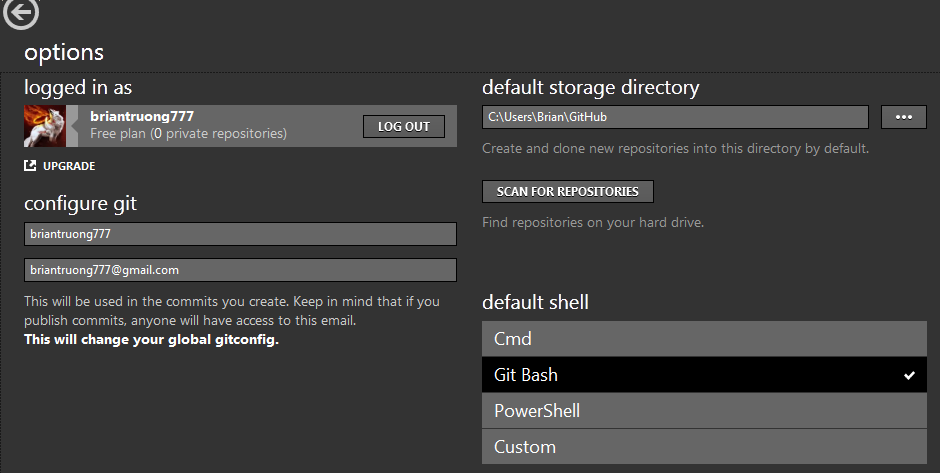 options
logged in as
briantruong777
Free plan (0 private repositories)
LOG OUT
UPGRADE
configure git
briantruong777
briantruong777@gmail.com
This will be used in the commits you create. Keep in mind that if you
publish commits, anyone will have access to this email.
This will change your global gitconfig.
default storage directory
C:\Users\Brian\GitHub
...
Create and clone new repositories into this directory by default.
SCAN FOR REPOSITORIES
Find repositories on your hard drive.
default shell
Cmd
Git Bash
PowerShell
Custom